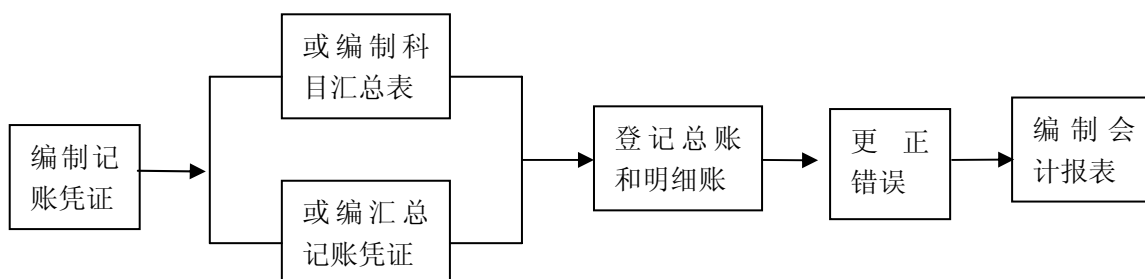 编制记
账凭证
或编制科
目汇总表
或编汇总
记账凭证
登记总账
和明细账
更正
错误
编制会
计报表